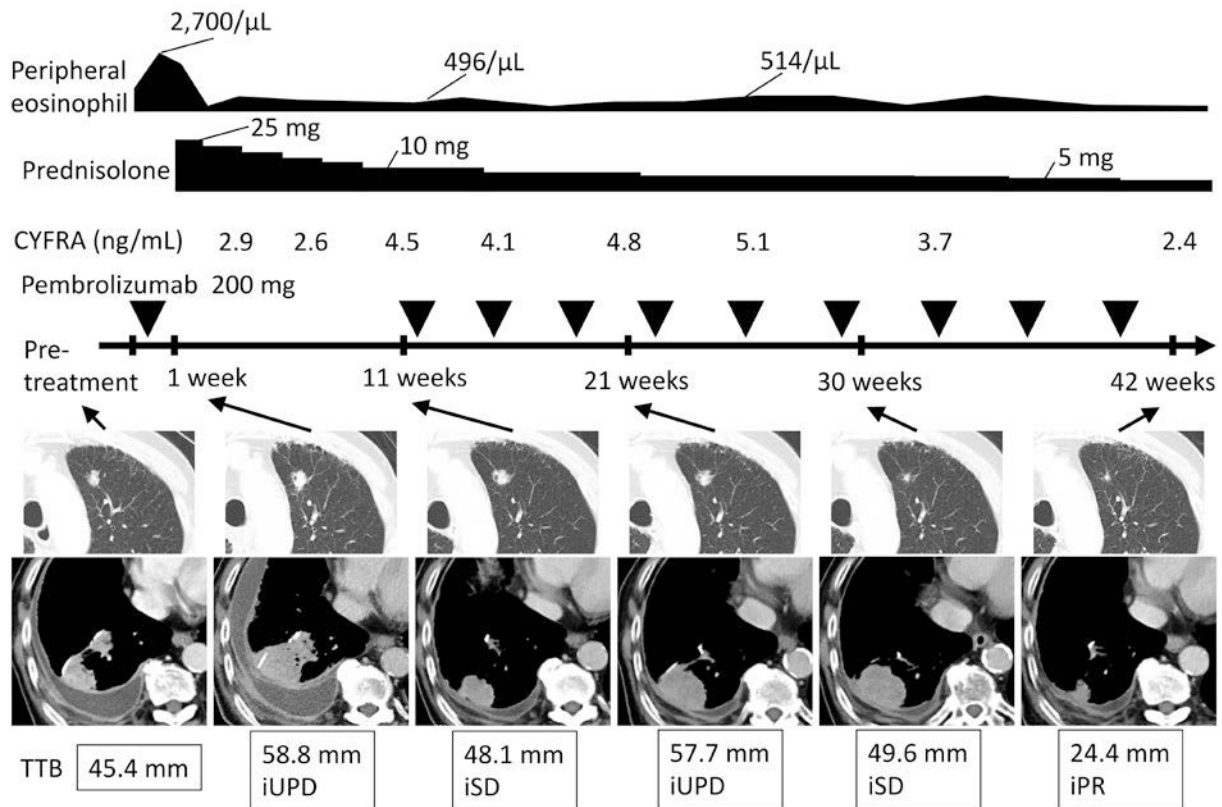 2,700/µL
Peripheral
eosinophil
496/µL
514/µL
25 mg
Prednisolone
10 mg
5 mg
CYFRA (ng/mL) 2.9 2.6 4.5 4.1 4.8 5.1 3.7 2.4
Pembrolizumab 200 mg
Pre-
treatment
1 week 11 weeks 21 weeks 30 weeks 42 weeks
TTB
45.4 mm
58.8 mm
iUPD
48.1 mm
iSD
57.7 mm
iUPD
49.6 mm
iSD
24.4 mm
iPR